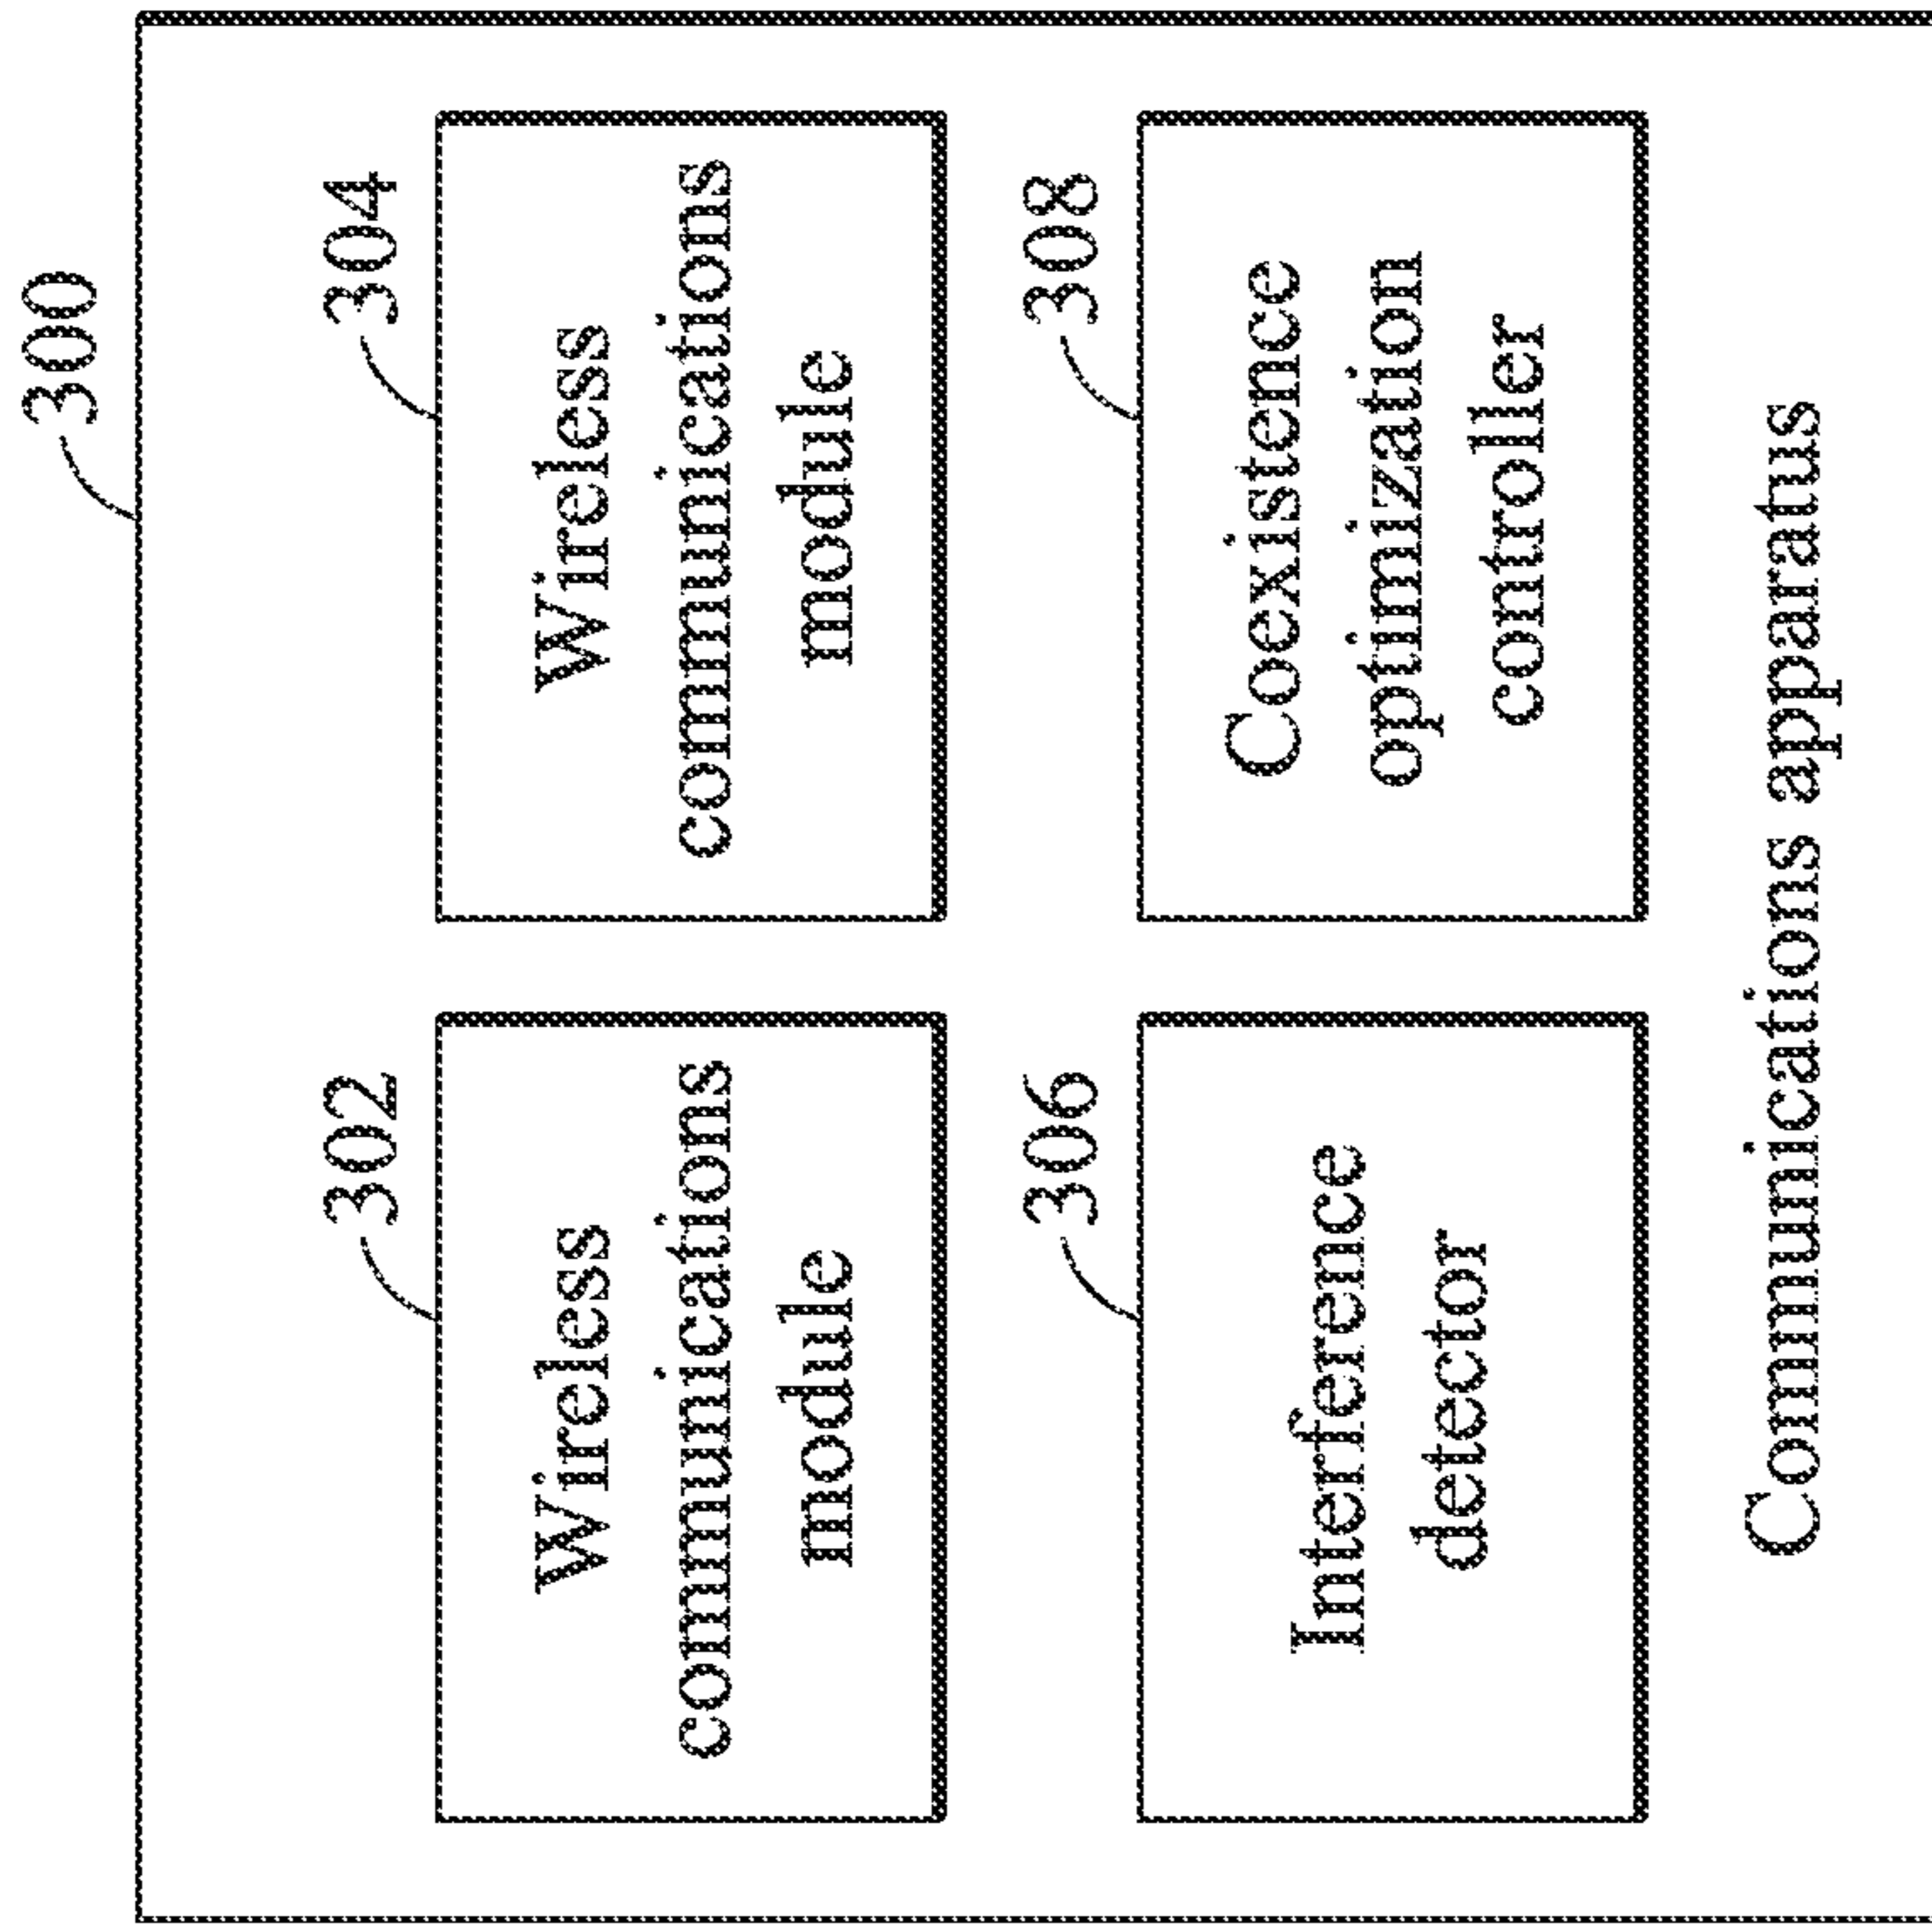 300
302
Wireless
communications
module
304
Wireless
communications
module
306
Interference
detector
308
Coexistence
optimization
controller
Communications apparatus